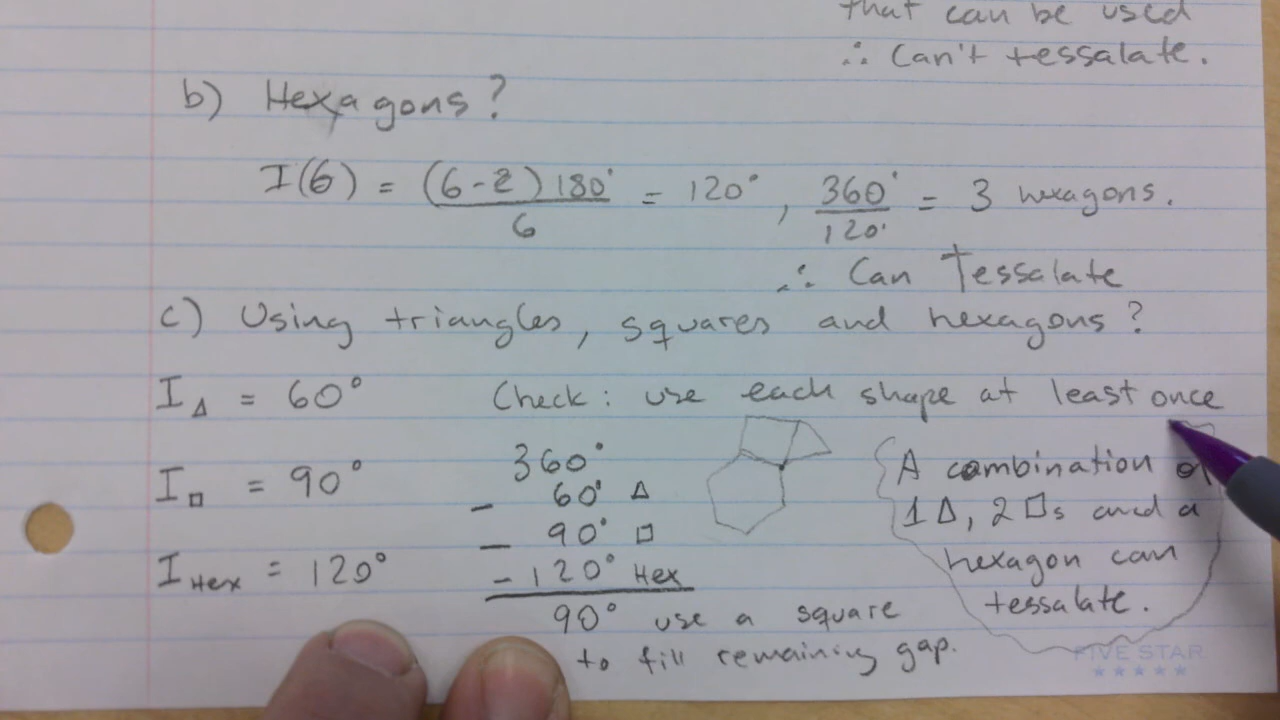 that can be used
∴ Can't tessalate.
b) Hexagons?
I(6) = (6-2)180° / 6 = 120°, 360° / 120° = 3 hexagons.
∴ Can Tessalate
c) Using triangles, squares and hexagons?
I△ = 60°
Check: use each shape at least once
I□ = 90°
360°
- 60° △
- 90° □
- 120° Hex
I Hex = 120°
90° use a square
to fill remaining gap.
A combination of
1△, 2□s and a
hexagon can
tessalate.
FIVE STAR
★★★★★